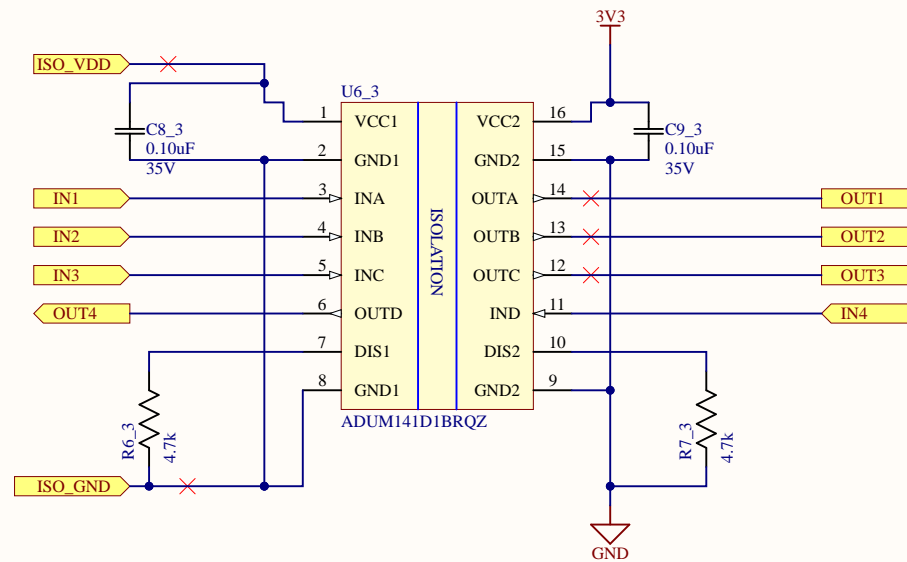 3V3
ISO_VDD
U6_3
1 VCC1 VCC2 16
C8_3
0.10uF
35V
C9_3
0.10uF
35V
2 GND1 GND2 15
IN1 3 INA OUTA 14 OUT1
IN2 4 INB OUTB 13 OUT2
ISOLATION
IN3 5 INC OUTC 12 OUT3
OUT4 6 OUTD IND 11 IN4
7 DIS1 DIS2 10
8 GND1 GND2 9
ADUM141D1BRQZ
R6_3
4.7k
R7_3
4.7k
ISO_GND
GND